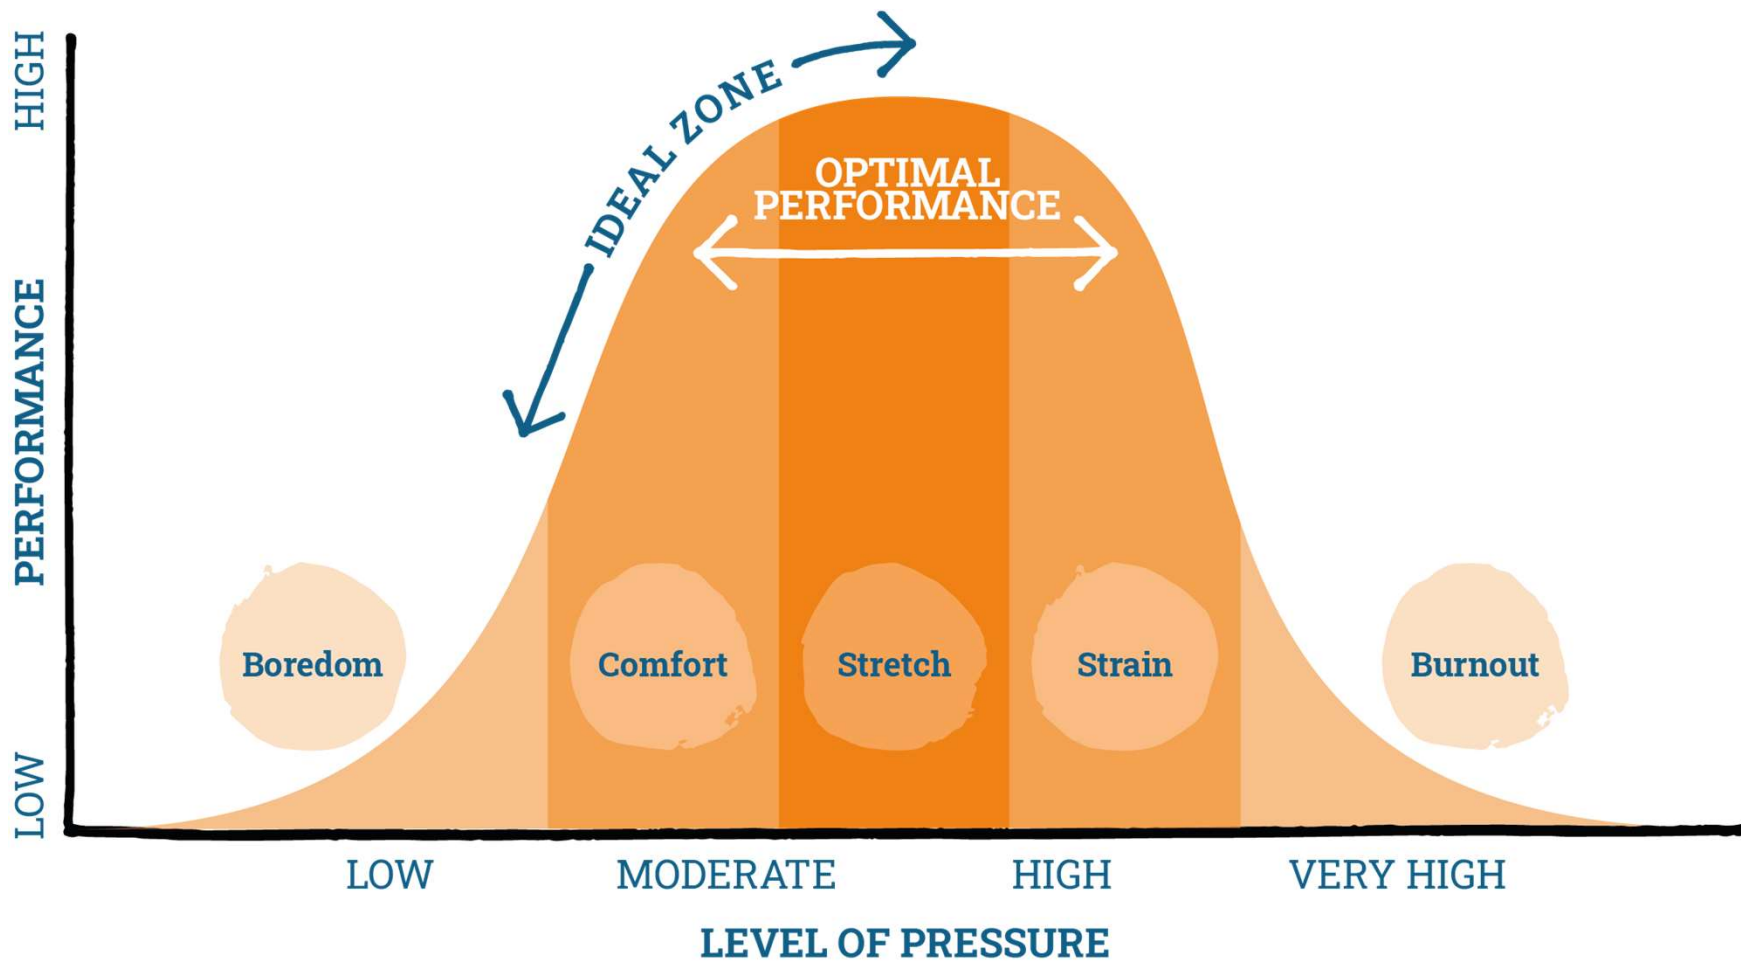 HIGH
IDEAL ZONE
OPTIMAL
PERFORMANCE
PERFORMANCE
Boredom
Comfort
Stretch
Strain
Burnout
LOW
LOW
MODERATE
HIGH
VERY HIGH
LEVEL OF PRESSURE